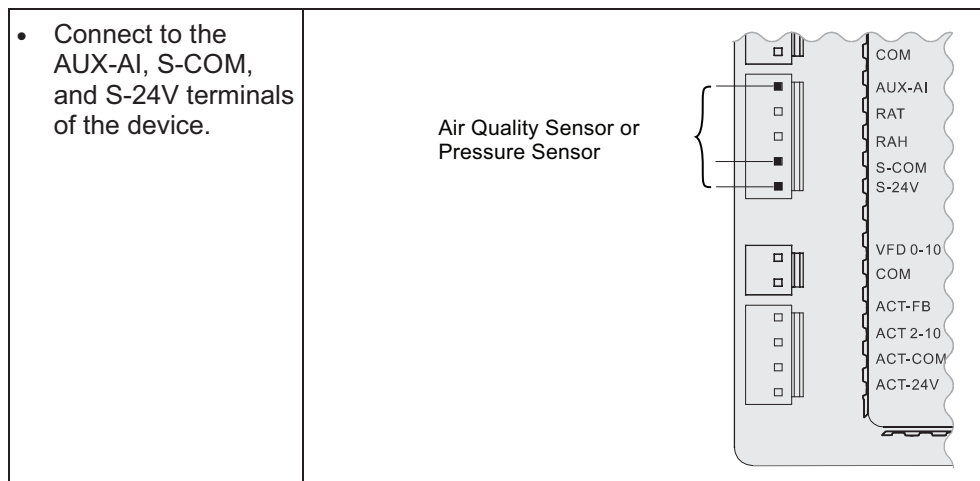 • Connect to the
AUX-AI, S-COM,
and S-24V terminals
of the device.
Air Quality Sensor or
Pressure Sensor
COM
AUX-AI
RAT
RAH
S-COM
S-24V
VFD 0-10
COM
ACT-FB
ACT 2-10
ACT-COM
ACT-24V